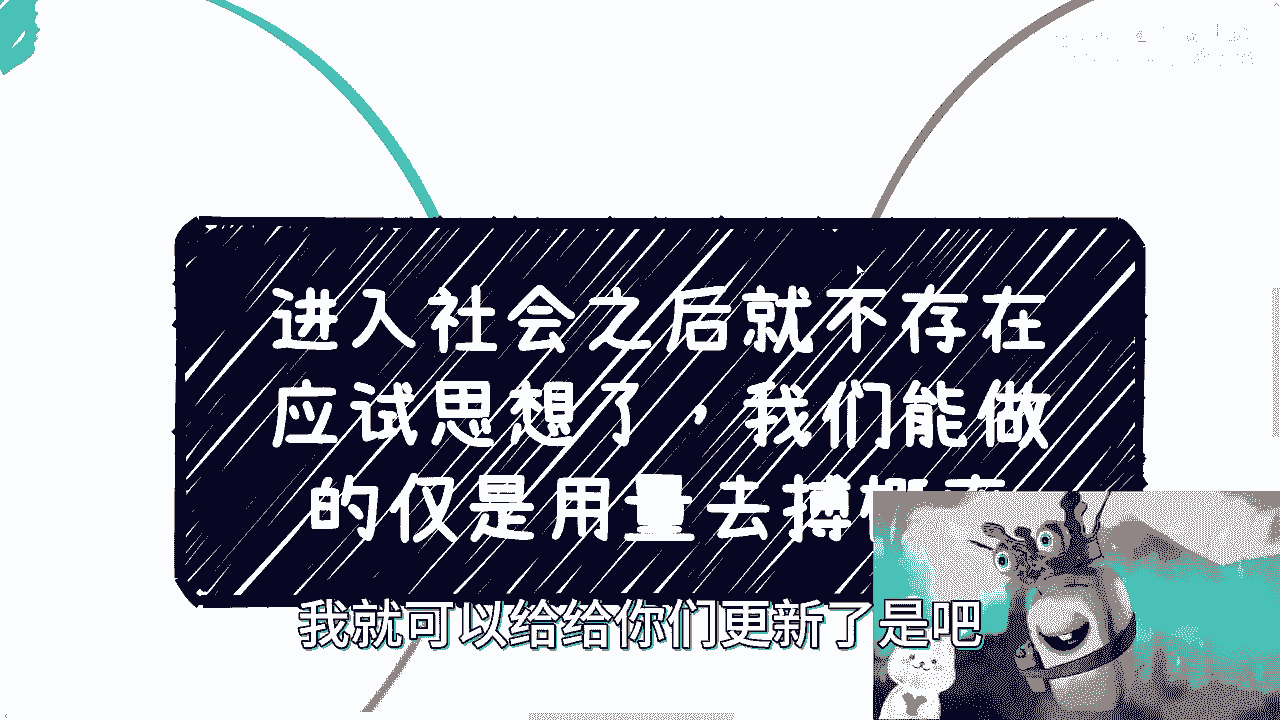 进入社会之后就不存在
应试思想了，我们能做
的仅是用量去搏
我就可以给给你们更新了是吧